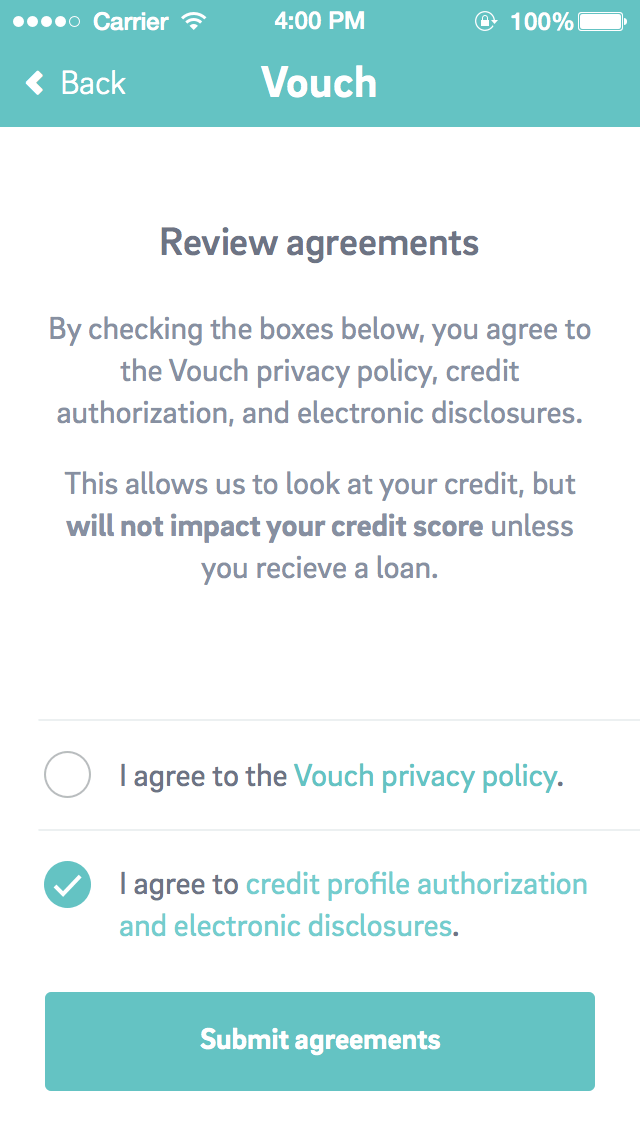 Carrier 4:00 PM 100%
Back Vouch
Review agreements
By checking the boxes below, you agree to
the Vouch privacy policy, credit
authorization, and electronic disclosures.
This allows us to look at your credit, but
will not impact your credit score unless
you recieve a loan.
I agree to the Vouch privacy policy.
I agree to credit profile authorization
and electronic disclosures.
Submit agreements